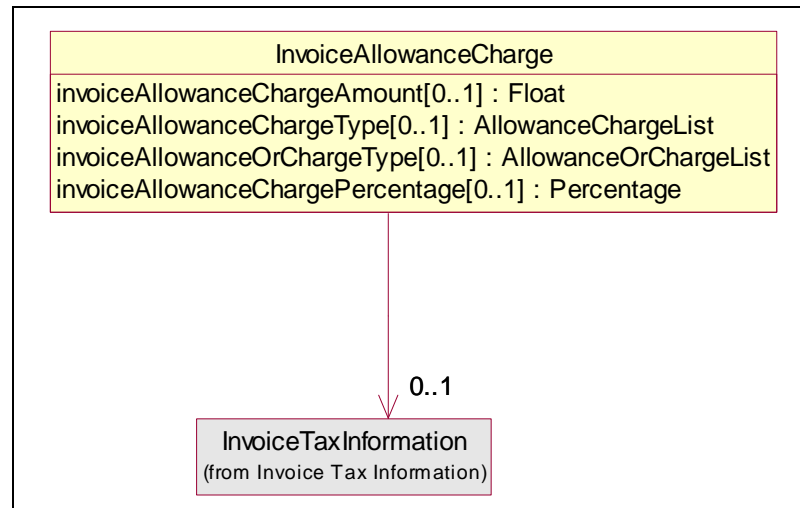 InvoiceAllowanceCharge
invoiceAllowanceChargeAmount[0..1] : Float
invoiceAllowanceChargeType[0..1] : AllowanceChargeList
invoiceAllowanceOrChargeType[0..1] : AllowanceOrChargeList
invoiceAllowanceChargePercentage[0..1] : Percentage
0..1
InvoiceTaxInformation
(from Invoice Tax Information)